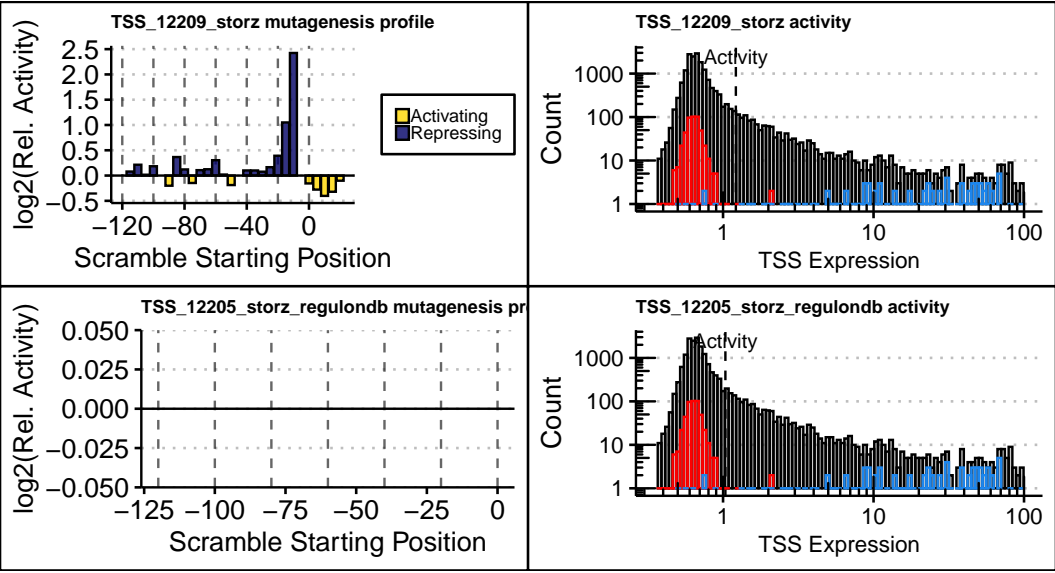 TSS_12209_storz mutagenesis profile
log2(Rel. Activity)
2.5
2.0
1.5
1.0
0.5
0.0
−0.5
−120 −80 −40 0
Scramble Starting Position
Activating
Repressing
TSS_12209_storz activity
Activity
Count
1000
100
10
1
1 10 100
TSS Expression
TSS_12205_storz_regulondb mutagenesis pr
log2(Rel. Activity)
0.050
0.025
0.000
−0.025
−0.050
−125 −100 −75 −50 −25 0
Scramble Starting Position
TSS_12205_storz_regulondb activity
Activity
Count
1000
100
10
1
1 10 100
TSS Expression